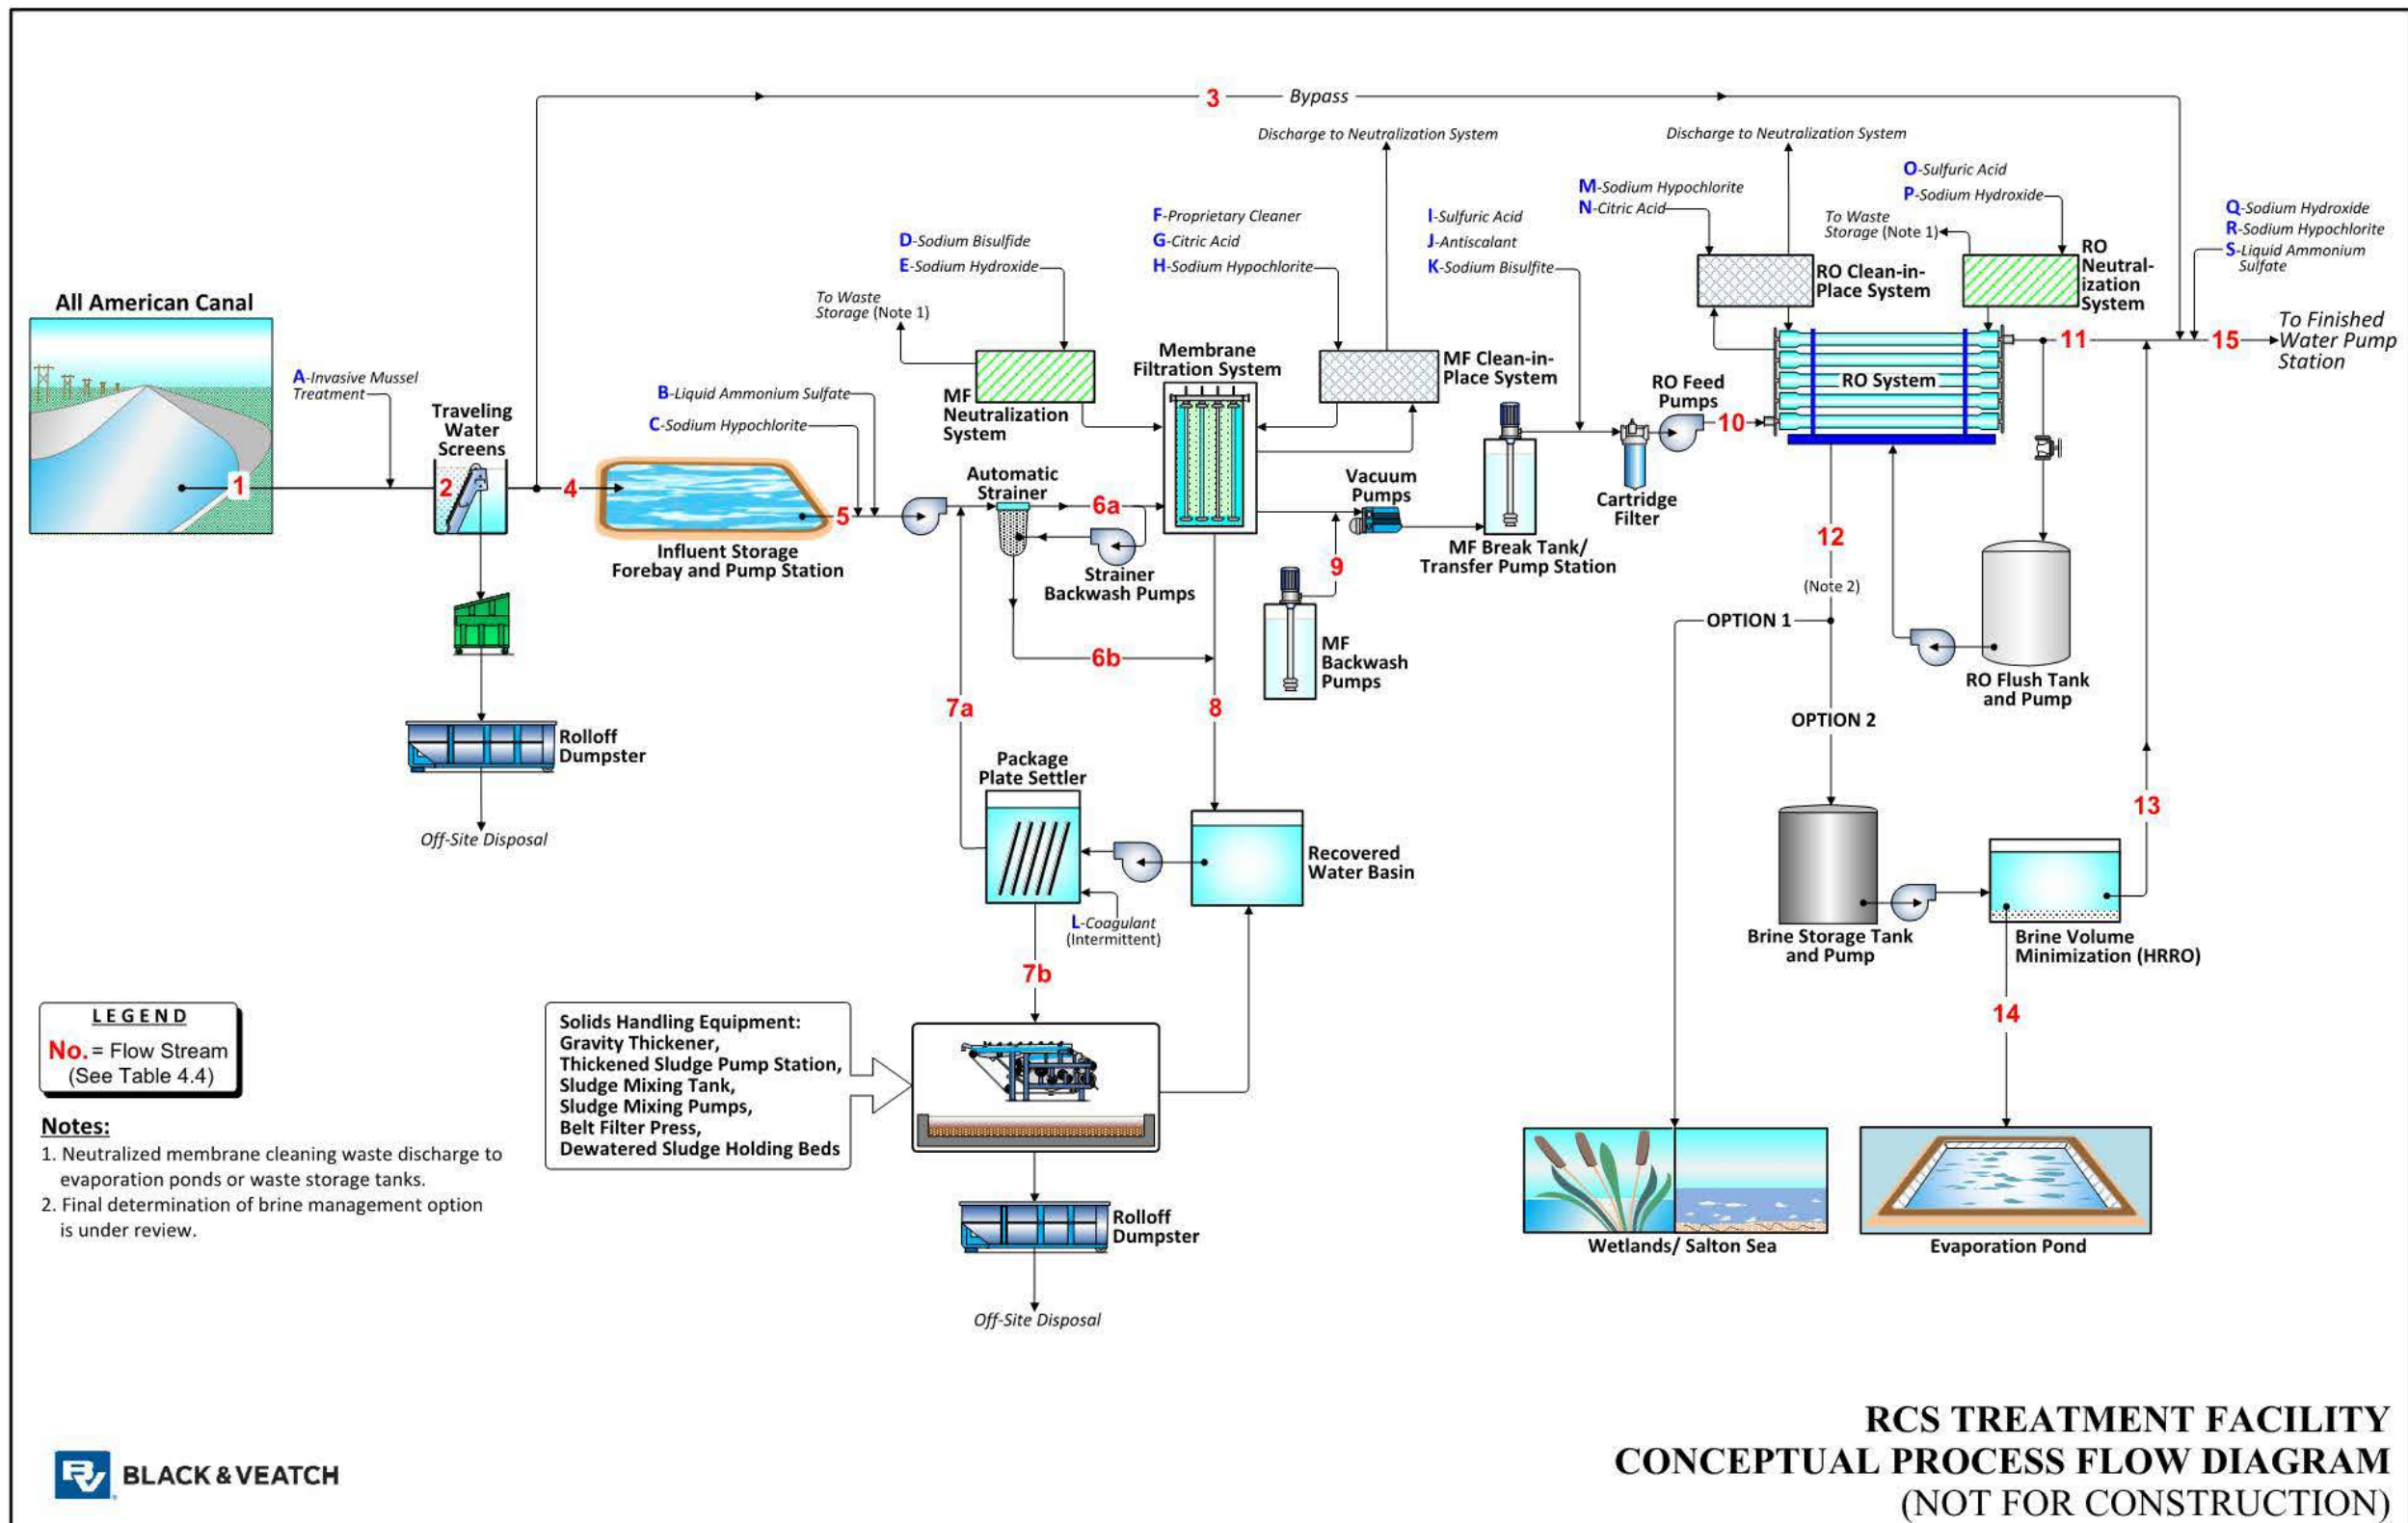 3
Bypass
Discharge to Neutralization System
Discharge to Neutralization System
O-Sulfuric Acid
P-Sodium Hydroxide
M-Sodium Hypochlorite
N-Citric Acid
To Waste
Storage (Note 1)
Q-Sodium Hydroxide
R-Sodium Hypochlorite
S-Liquid Ammonium
Sulfate
F-Proprietary Cleaner
G-Citric Acid
H-Sodium Hypochlorite
I-Sulfuric Acid
J-Antiscalant
K-Sodium Bisulfite
D-Sodium Bisulfide
E-Sodium Hydroxide
To Waste
Storage (Note 1)
RO Clean-in-
Place System
RO
Neutral-
ization
System
All American Canal
A-Invasive Mussel
Treatment
1
Traveling
Water
Screens
2
4
B-Liquid Ammonium Sulfate
C-Sodium Hypochlorite
5
Influent Storage
Forebay and Pump Station
MF
Neutralization
System
Automatic
Strainer
6a
Strainer
Backwash Pumps
6b
Membrane
Filtration System
MF Clean-in-
Place System
Vacuum
Pumps
9
MF
Backwash
Pumps
MF Break Tank/
Transfer Pump Station
Cartridge
Filter
RO Feed
Pumps
10
RO System
11
15
To Finished
Water Pump
Station
12
(Note 2)
OPTION 1
OPTION 2
RO Flush Tank
and Pump
7a
8
Rolloff
Dumpster
Off-Site Disposal
Package
Plate Settler
Recovered
Water Basin
L-Coagulant
(Intermittent)
7b
13
Brine Storage Tank
and Pump
Brine Volume
Minimization (HRRO)
14
LEGEND
No. = Flow Stream
(See Table 4.4)
Notes:
1. Neutralized membrane cleaning waste discharge to
evaporation ponds or waste storage tanks.
2. Final determination of brine management option
is under review.
Solids Handling Equipment:
Gravity Thickener,
Thickened Sludge Pump Station,
Sludge Mixing Tank,
Sludge Mixing Pumps,
Belt Filter Press,
Dewatered Sludge Holding Beds
Rolloff
Dumpster
Off-Site Disposal
Wetlands/ Salton Sea
Evaporation Pond
BV
BLACK & VEATCH
RCS TREATMENT FACILITY
CONCEPTUAL PROCESS FLOW DIAGRAM
(NOT FOR CONSTRUCTION)